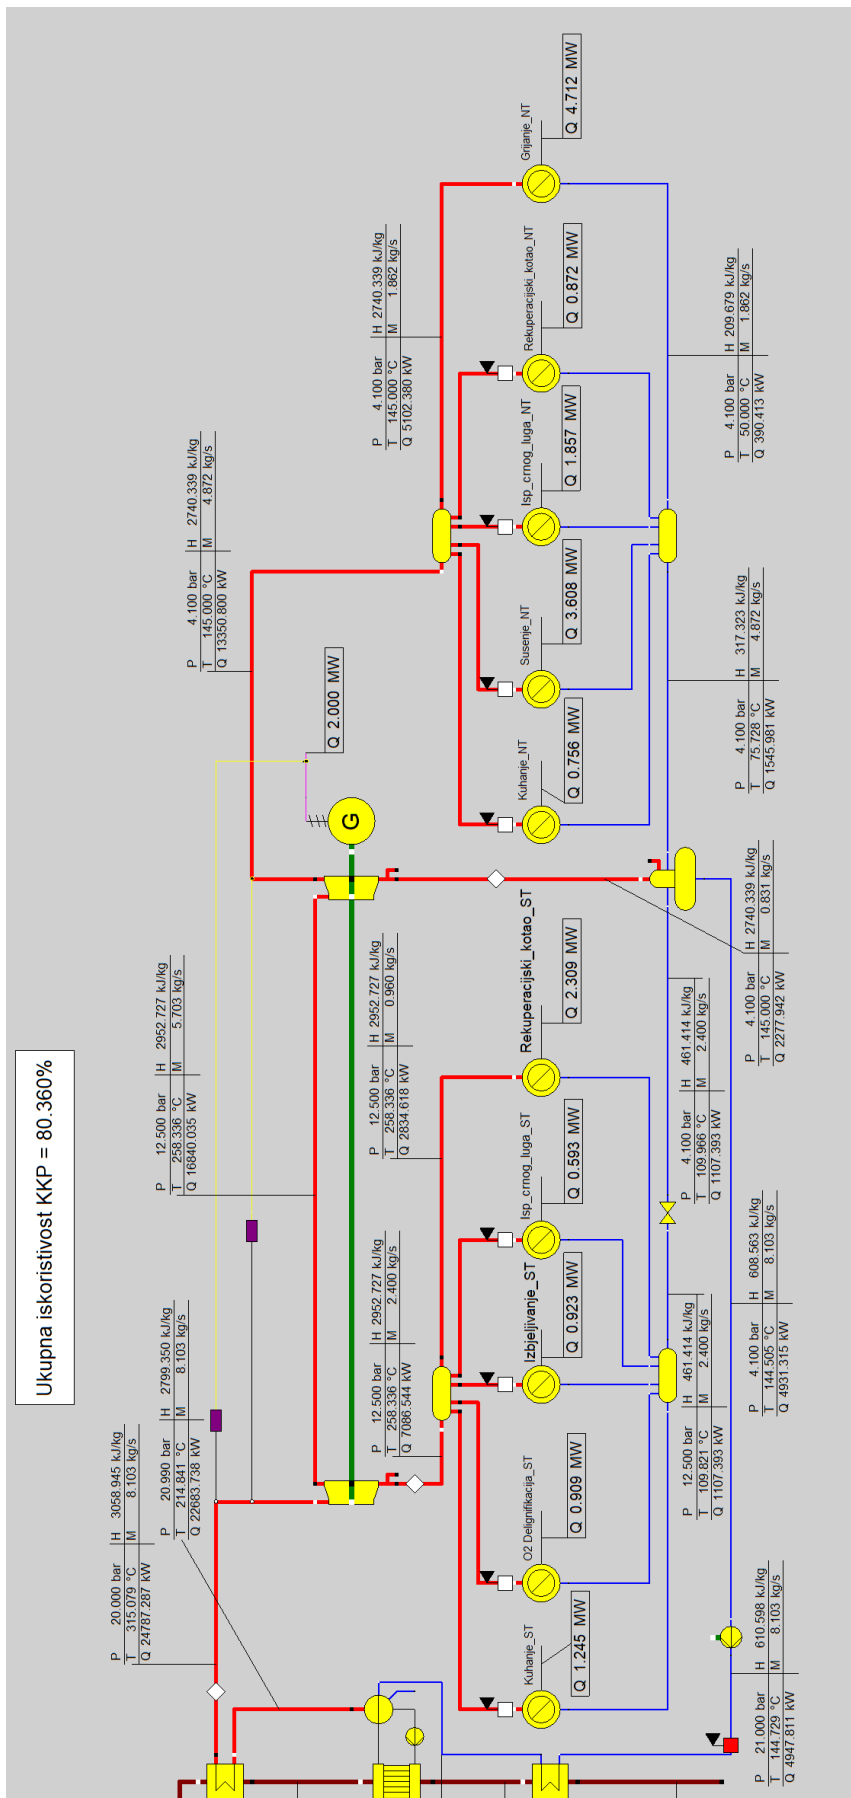 Ukupna iskoristivost KKP = 80.360%
P 20.000 bar H 3058.945 kJ/kg
T 315.079 °C M 8.103 kg/s
Q 24787.287 kW
P 20.990 bar H 2799.350 kJ/kg
T 214.841 °C M 8.103 kg/s
Q 22683.738 kW
P 12.500 bar H 2952.727 kJ/kg
T 258.336 °C M 5.703 kg/s
Q 16840.035 kW
P 4.100 bar H 2740.339 kJ/kg
T 145.000 °C M 4.872 kg/s
Q 13350.800 kW
Q 2.000 MW
G
P 12.500 bar H 2952.727 kJ/kg
T 258.336 °C M 2.400 kg/s
Q 7086.544 kW
P 12.500 bar H 2952.727 kJ/kg
T 258.336 °C M 0.960 kg/s
Q 2834.618 kW
P 4.100 bar H 2740.339 kJ/kg
T 145.000 °C M 1.862 kg/s
Q 5102.380 kW
Kuhanje_ST
Q 1.245 MW
O2 Delignifikacija_ST
Q 0.909 MW
Izbjeljivanje_ST
Q 0.923 MW
Isp_crnog_luga_ST
Q 0.593 MW
Rekuperacijski_kotao_ST
Q 2.309 MW
Kuhanje_NT
Q 0.756 MW
Susenje_NT
Q 3.608 MW
Isp_crnog_luga_NT
Q 1.857 MW
Rekuperacijski_kotao_NT
Q 0.872 MW
Grijanje_NT
Q 4.712 MW
P 12.500 bar H 461.414 kJ/kg
T 109.821 °C M 2.400 kg/s
Q 1107.393 kW
P 4.100 bar H 461.414 kJ/kg
T 109.966 °C M 2.400 kg/s
Q 1107.393 kW
P 4.100 bar H 317.323 kJ/kg
T 75.728 °C M 4.872 kg/s
Q 1545.981 kW
P 4.100 bar H 209.679 kJ/kg
T 50.000 °C M 1.862 kg/s
Q 390.413 kW
P 21.000 bar H 610.598 kJ/kg
T 144.729 °C M 8.103 kg/s
Q 4947.811 kW
P 4.100 bar H 608.563 kJ/kg
T 144.505 °C M 8.103 kg/s
Q 4931.315 kW
P 4.100 bar H 2740.339 kJ/kg
T 145.000 °C M 0.831 kg/s
Q 2277.942 kW